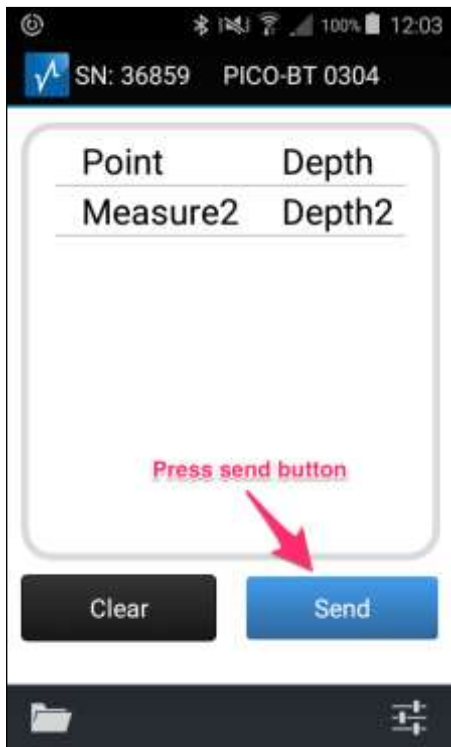 100% 12:03
SN: 36859 PICO-BT 0304
Point Depth
Measure2 Depth2
Press send button
Clear Send